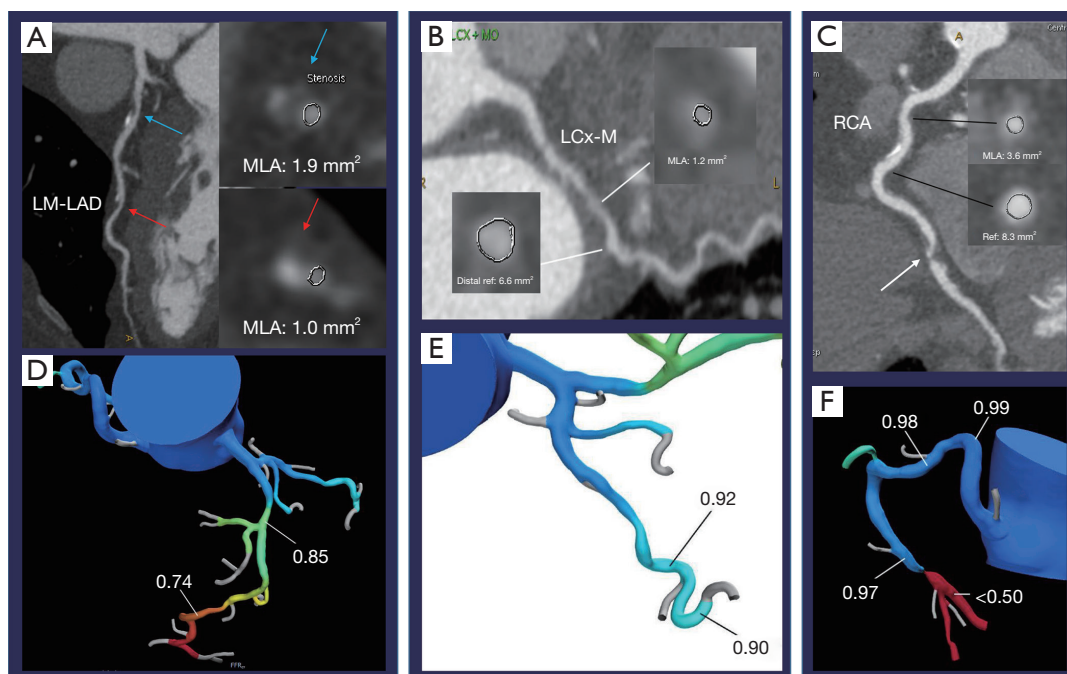 A
Stenosis
MLA: 1.9 mm²
LM-LAD
MLA: 1.0 mm²
A
B
LCX+MO
LCx-M
MLA: 1.2 mm²
R
L
Distal ref: 6.6 mm²
C
A
Centr
m
RCA
MLA: 3.6 mm²
Ref: 8.3 mm²
cp
D
0.85
0.74
E
0.92
0.90
F
0.99
0.98
0.97
<0.50